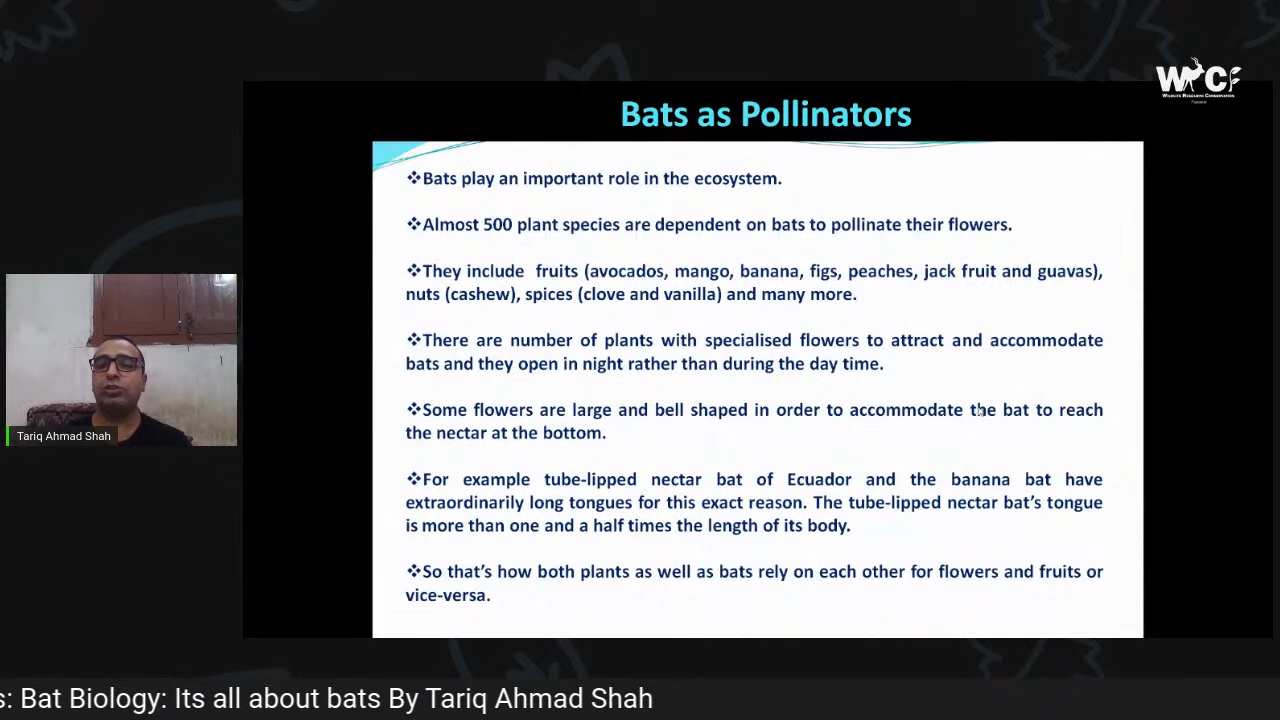 WRCF
WILDLIFE RESEARCH CONSERVATION
Bats as Pollinators
❖Bats play an important role in the ecosystem.
❖Almost 500 plant species are dependent on bats to pollinate their flowers.
❖They include fruits (avocados, mango, banana, figs, peaches, jack fruit and guavas),
nuts (cashew), spices (clove and vanilla) and many more.
❖There are number of plants with specialised flowers to attract and accommodate
bats and they open in night rather than during the day time.
❖Some flowers are large and bell shaped in order to accommodate the bat to reach
the nectar at the bottom.
❖For example tube-lipped nectar bat of Ecuador and the banana bat have
extraordinarily long tongues for this exact reason. The tube-lipped nectar bat's tongue
is more than one and a half times the length of its body.
❖So that's how both plants as well as bats rely on each other for flowers and fruits or
vice-versa.
Tariq Ahmad Shah
s: Bat Biology: Its all about bats By Tariq Ahmad Shah